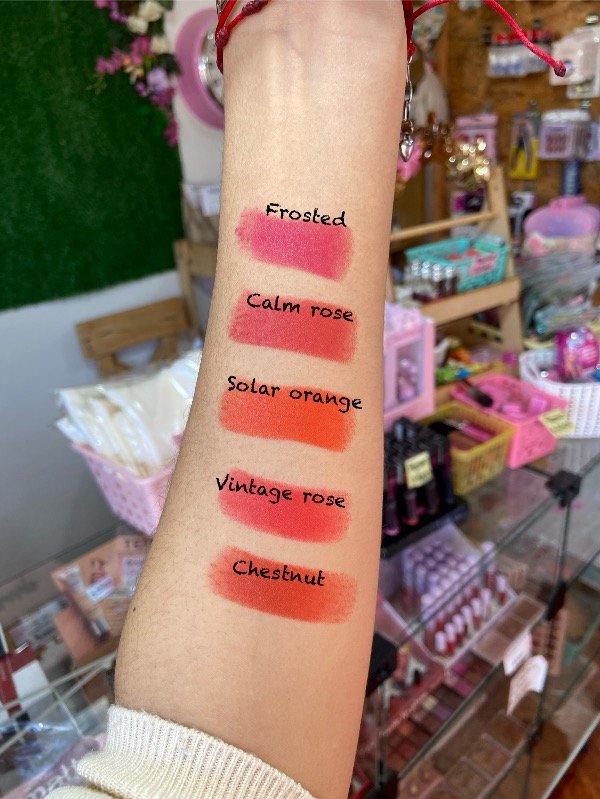 Frosted
Calm rose
Solar orange
Vintage rose
Chestnut